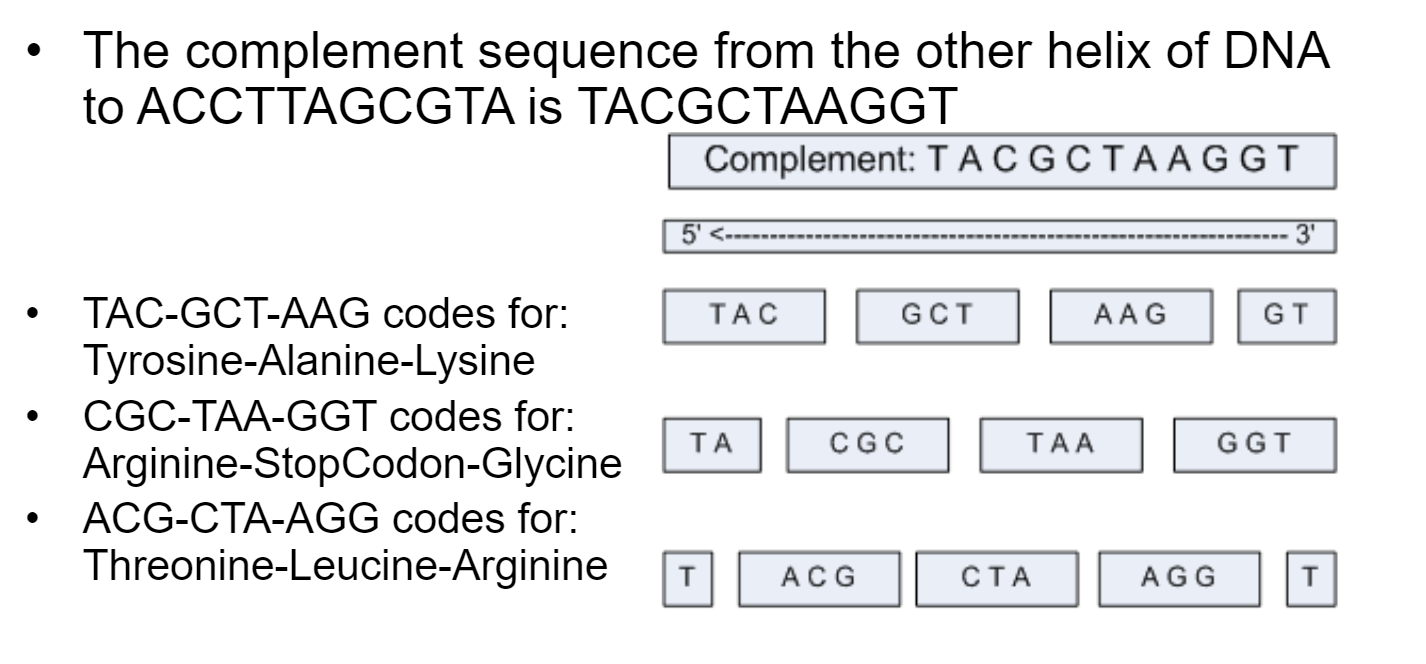 • The complement sequence from the other helix of DNA
to ACCTTAGCGTA is TACGCTAAGGT
Complement: T A C G C T A A G G T
5' <----------------------------------------------------------------------- 3'
• TAC-GCT-AAG codes for:
Tyrosine-Alanine-Lysine
T A C G C T A A G G T
• CGC-TAA-GGT codes for:
Arginine-StopCodon-Glycine
T A C G C T A A G G T
• ACG-CTA-AGG codes for:
Threonine-Leucine-Arginine
T A C G C T A A G G T